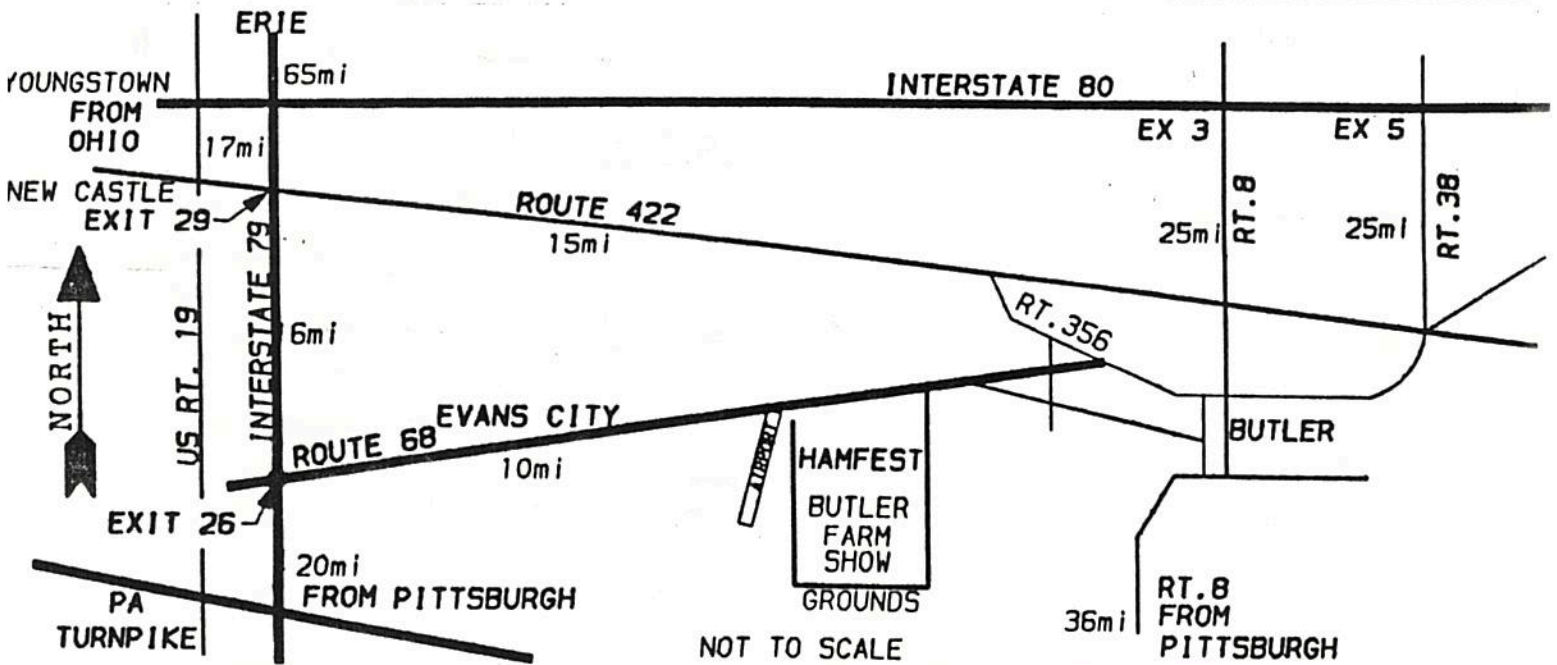 ERIE
65mi
YOUNGSTOWN
FROM
OHIO
INTERSTATE 80
EX 3
EX 5
17mi
NEW CASTLE
EXIT 29
ROUTE 422
15mi
25mi
RT.8
25mi
RT.38
NORTH
US RT. 19
INTERSTATE 79
6mi
RT.356
EVANS CITY
ROUTE 68
10mi
AIRPORT
HAMFEST
BUTLER
FARM
SHOW
GROUNDS
BUTLER
EXIT 26
20mi
FROM PITTSBURGH
PA
TURNPIKE
NOT TO SCALE
36mi
RT.8
FROM
PITTSBURGH